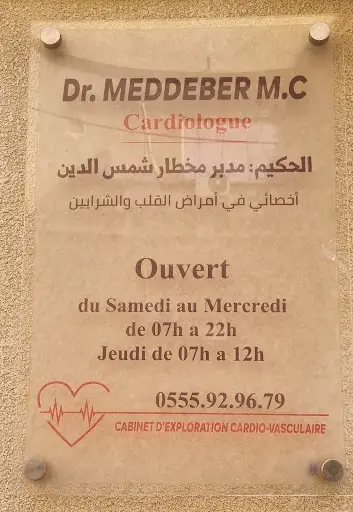 Dr. MEDDEBER M.C
Cardiologue
الحكيم: مدبر مخطار شمس الدين
أخصائي في أمراض القلب والشرايين
Ouvert
du Samedi au Mercredi
de 07h a 22h
Jeudi de 07h a 12h
0555.92.96.79
CABINET D'EXPLORATION CARDIO-VASCULAIRE